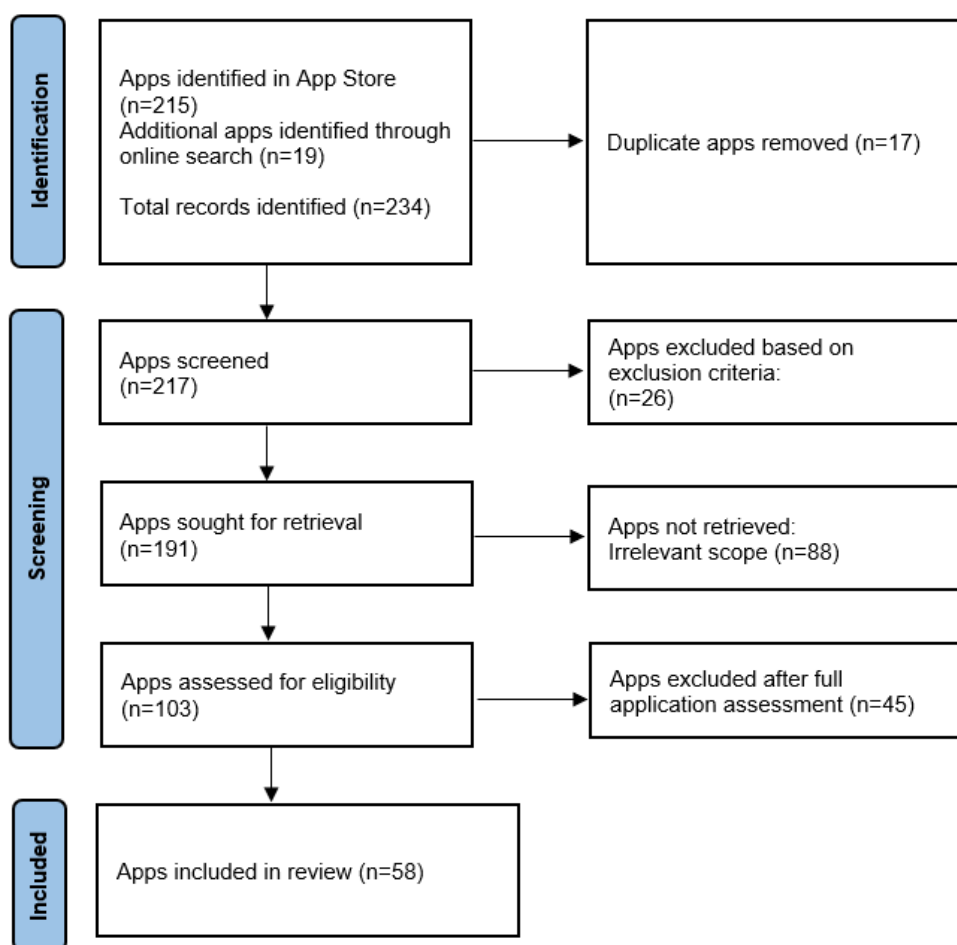 Identification
Apps identified in App Store
(n=215)
Additional apps identified through
online search (n=19)
Total records identified (n=234)
Duplicate apps removed (n=17)
Screening
Apps screened
(n=217)
Apps excluded based on
exclusion criteria:
(n=26)
Apps sought for retrieval
(n=191)
Apps not retrieved:
Irrelevant scope (n=88)
Apps assessed for eligibility
(n=103)
Apps excluded after full
application assessment (n=45)
Included
Apps included in review (n=58)